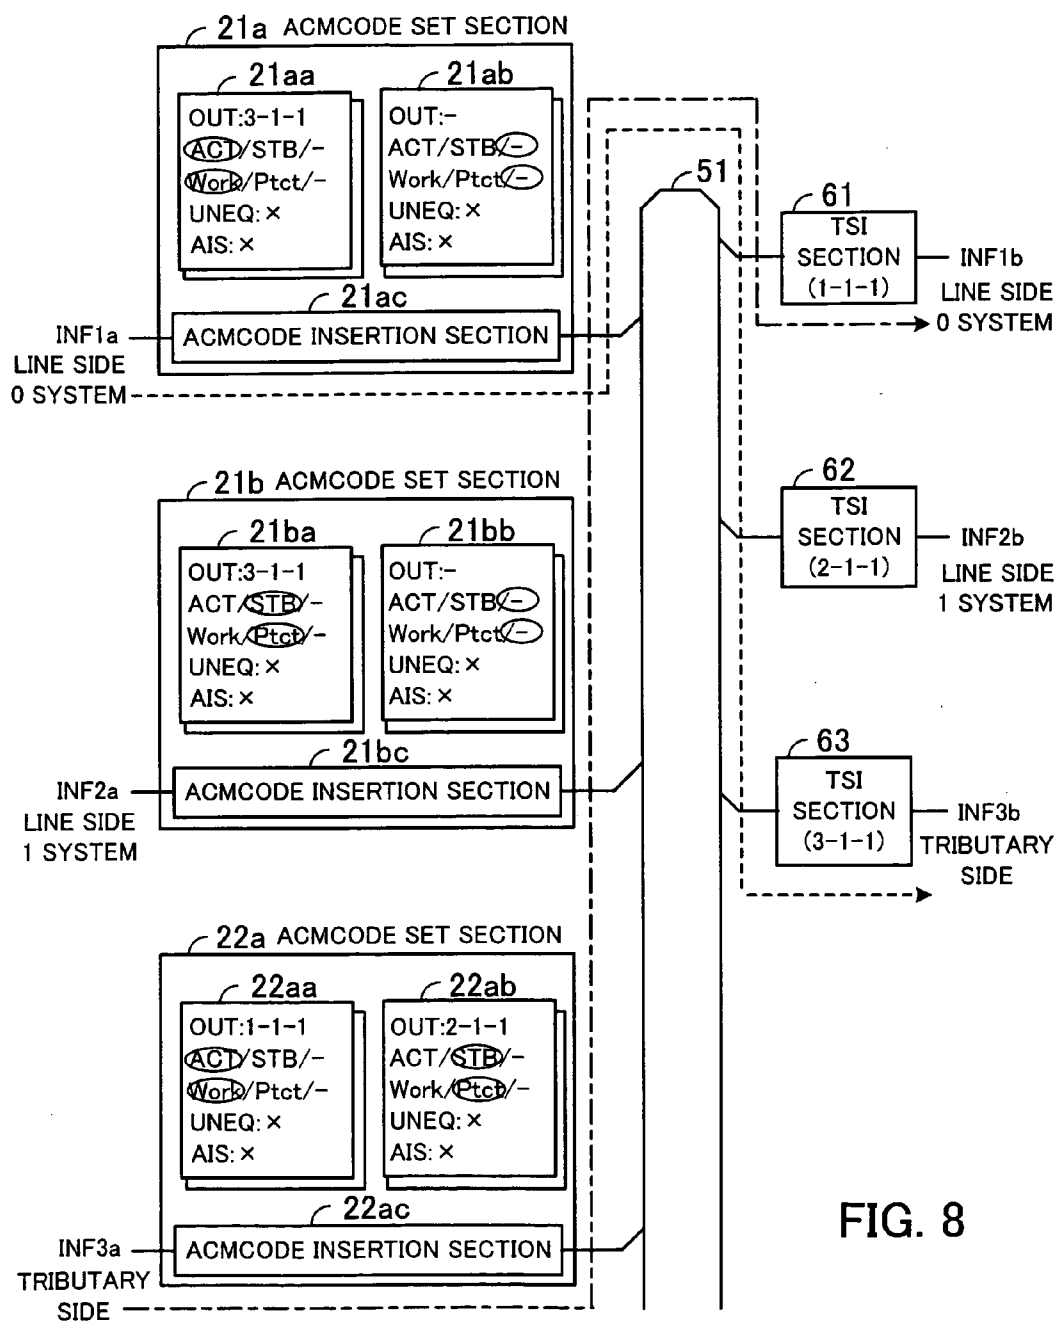 21a ACMCODE SET SECTION
21aa
OUT:3-1-1
ACT/STB/-
Work/Ptct/-
UNEQ:×
AIS:×
21ab
OUT:-
ACT/STB/-
Work/Ptct/-
UNEQ:×
AIS:×
21ac
ACMCODE INSERTION SECTION
INF1a
LINE SIDE
0 SYSTEM
51
61
TSI
SECTION
(1-1-1)
INF1b
LINE SIDE
0 SYSTEM
21b ACMCODE SET SECTION
21ba
OUT:3-1-1
ACT/STB/-
Work/Ptct/-
UNEQ:×
AIS:×
21bb
OUT:-
ACT/STB/-
Work/Ptct/-
UNEQ:×
AIS:×
21bc
ACMCODE INSERTION SECTION
INF2a
LINE SIDE
1 SYSTEM
62
TSI
SECTION
(2-1-1)
INF2b
LINE SIDE
1 SYSTEM
63
TSI
SECTION
(3-1-1)
INF3b
TRIBUTARY
SIDE
22a ACMCODE SET SECTION
22aa
OUT:1-1-1
ACT/STB/-
Work/Ptct/-
UNEQ:×
AIS:×
22ab
OUT:2-1-1
ACT/STB/-
Work/Ptct/-
UNEQ:×
AIS:×
22ac
ACMCODE INSERTION SECTION
INF3a
TRIBUTARY
SIDE
FIG. 8